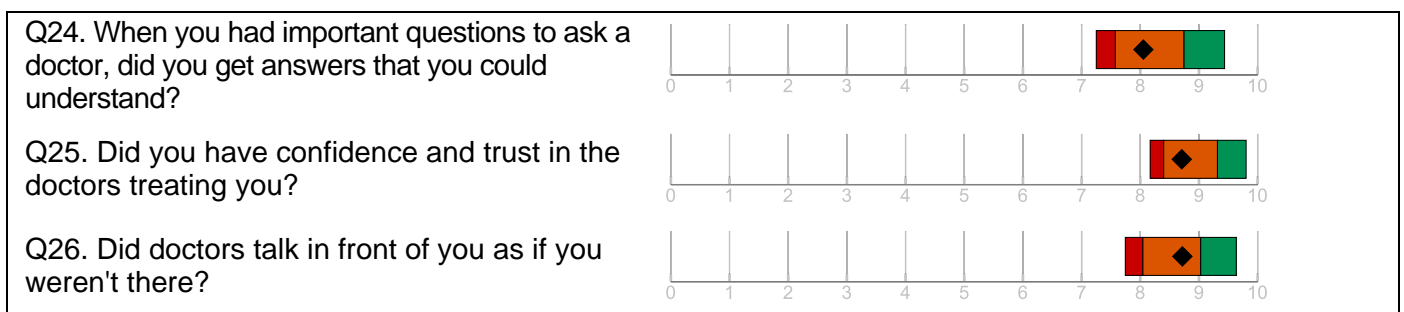 Q24. When you had important questions to ask a
doctor, did you get answers that you could
understand?
0 1 2 3 4 5 6 7 8 9 10
Q25. Did you have confidence and trust in the
doctors treating you?
0 1 2 3 4 5 6 7 8 9 10
Q26. Did doctors talk in front of you as if you
weren't there?
0 1 2 3 4 5 6 7 8 9 10